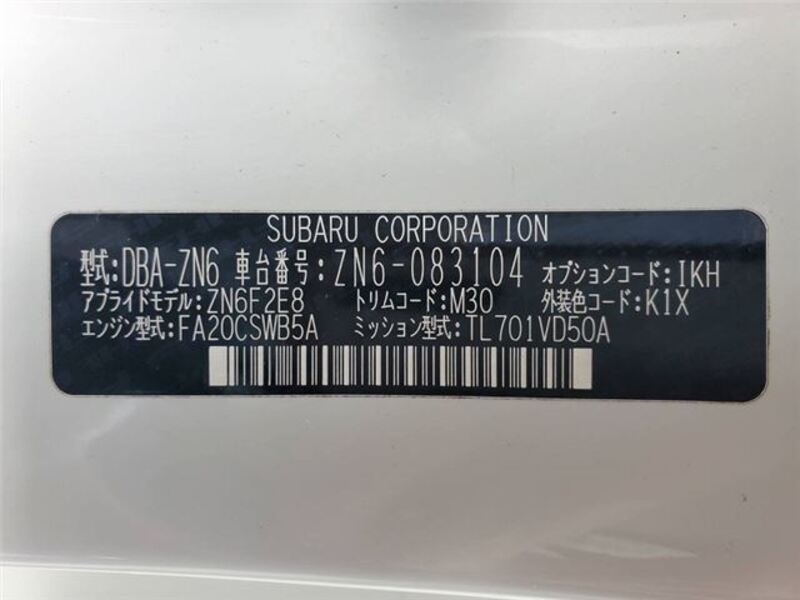 SUBARU CORPORATION
型式:DBA-ZN6 車台番号:ZN6-083104 オプションコード:IKH
アプライドモデル:ZN6F2E8 トリムコード:M30 外装色コード:K1X
エンジン型式:FA20CSWB5A ミッション型式:TL701VD50A